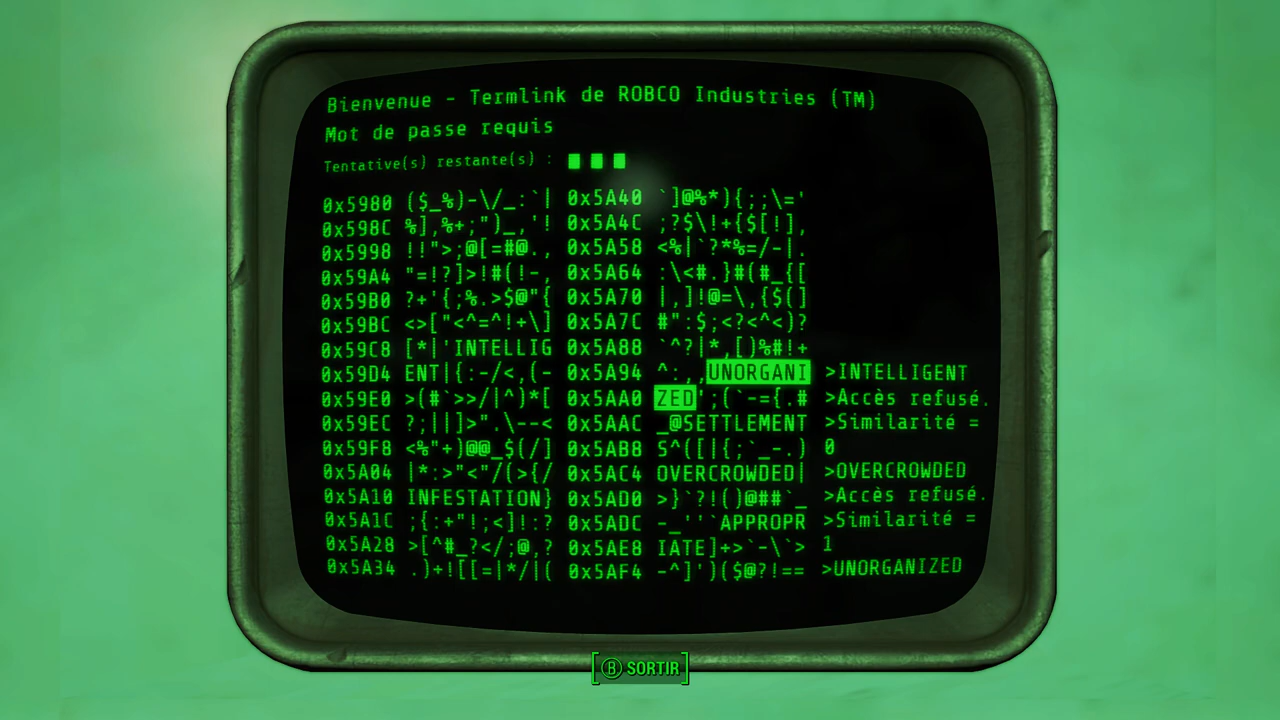 Bienvenue - Termlink de ROBCO Industries (TM)
Mot de passe requis
Tentative(s) restante(s) : ■ ■ ■
0x5980 ($_%)-\/_:`| 0x5A40 `]@%*){;;\='
0x598C %],%+;")_,'! 0x5A4C ;?$\!+{$[!],
0x5998 !!">;@[=#@., 0x5A58 <%|`?*%=/-|.
0x59A4 "=!?]>!#(!-, 0x5A64 :\<#.}#(#_{[
0x59B0 ?+'{;%.>$@"{ 0x5A70 |,]!@=\,{$(]
0x59BC <>["<^=^!+\] 0x5A7C #":$;<?<^<)?
0x59C8 [*|'INTELLIG 0x5A88 `^?|*,[)%#!+
0x59D4 ENT|{:-/<,(- 0x5A94 ^:,,UNORGANI >INTELLIGENT
0x59E0 >(#`>>/|^)*[ 0x5AA0 ZED';(`-={.# >Accès refusé.
0x59EC ?;||]>".\--< 0x5AAC _@SETTLEMENT >Similarité =
0x59F8 <%"+)@@_$(/] 0x5AB8 S^([|{;`_-.) 0
0x5A04 |*:>"<"/(>{/ 0x5AC4 OVERCROWDED| >OVERCROWDED
0x5A10 INFESTATION} 0x5AD0 >}`?!()@##`_ >Accès refusé.
0x5A1C ;{:+"!;<]!:? 0x5ADC -_''`APPROPR >Similarité =
0x5A28 >[^#_?</;@,? 0x5AE8 IATE]+>`-\`> 1
0x5A34 .)+![[=|*/|( 0x5AF4 -^]')($@?!== >UNORGANIZED
B SORTIR